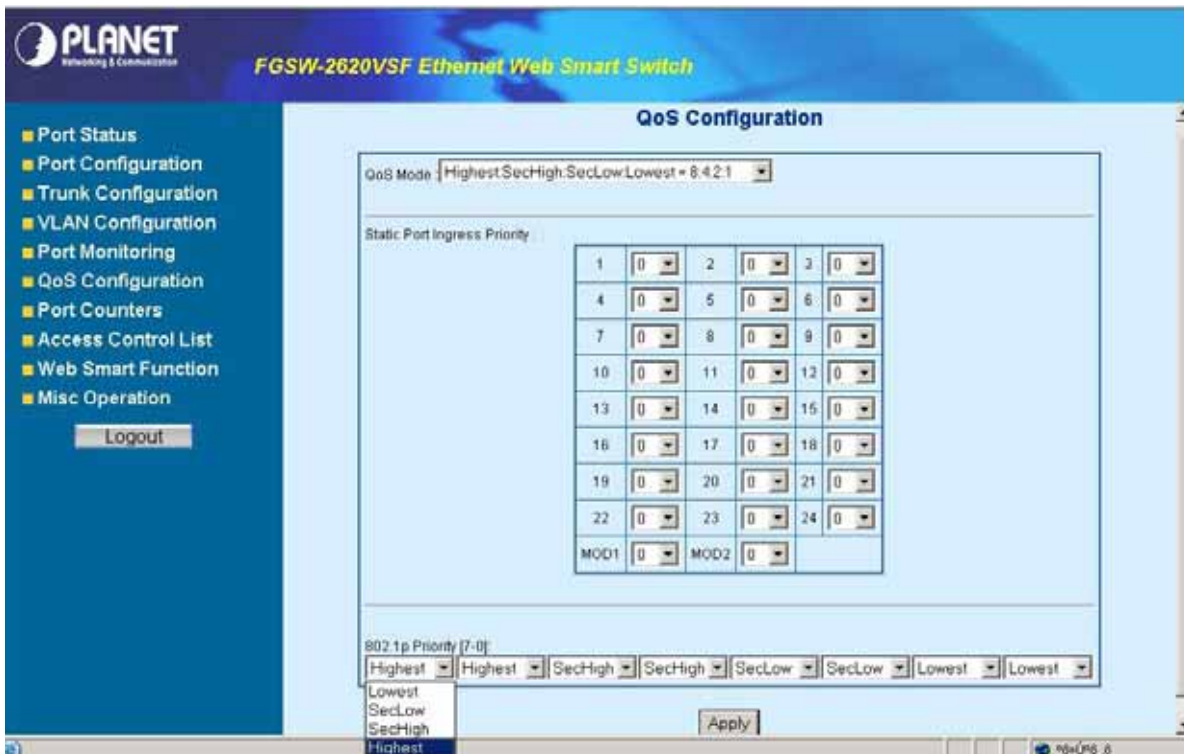 PLANET
Networking & Communication
FGSW-2620VSF Ethernet Web Smart Switch
Port Status
Port Configuration
Trunk Configuration
VLAN Configuration
Port Monitoring
QoS Configuration
Port Counters
Access Control List
Web Smart Function
Misc Operation
Logout
QoS Configuration
QoS Mode : Highest:SecHigh:SecLow:Lowest = 8:4:2:1
Static Port Ingress Priority :
1 0 2 0 3 0
4 0 5 0 6 0
7 0 8 0 9 0
10 0 11 0 12 0
13 0 14 0 15 0
16 0 17 0 18 0
19 0 20 0 21 0
22 0 23 0 24 0
MOD1 0 MOD2 0
802.1p Priority [7-0]:
Highest Highest SecHigh SecHigh SecLow SecLow Lowest Lowest
Lowest
SecLow
SecHigh
Highest
Apply